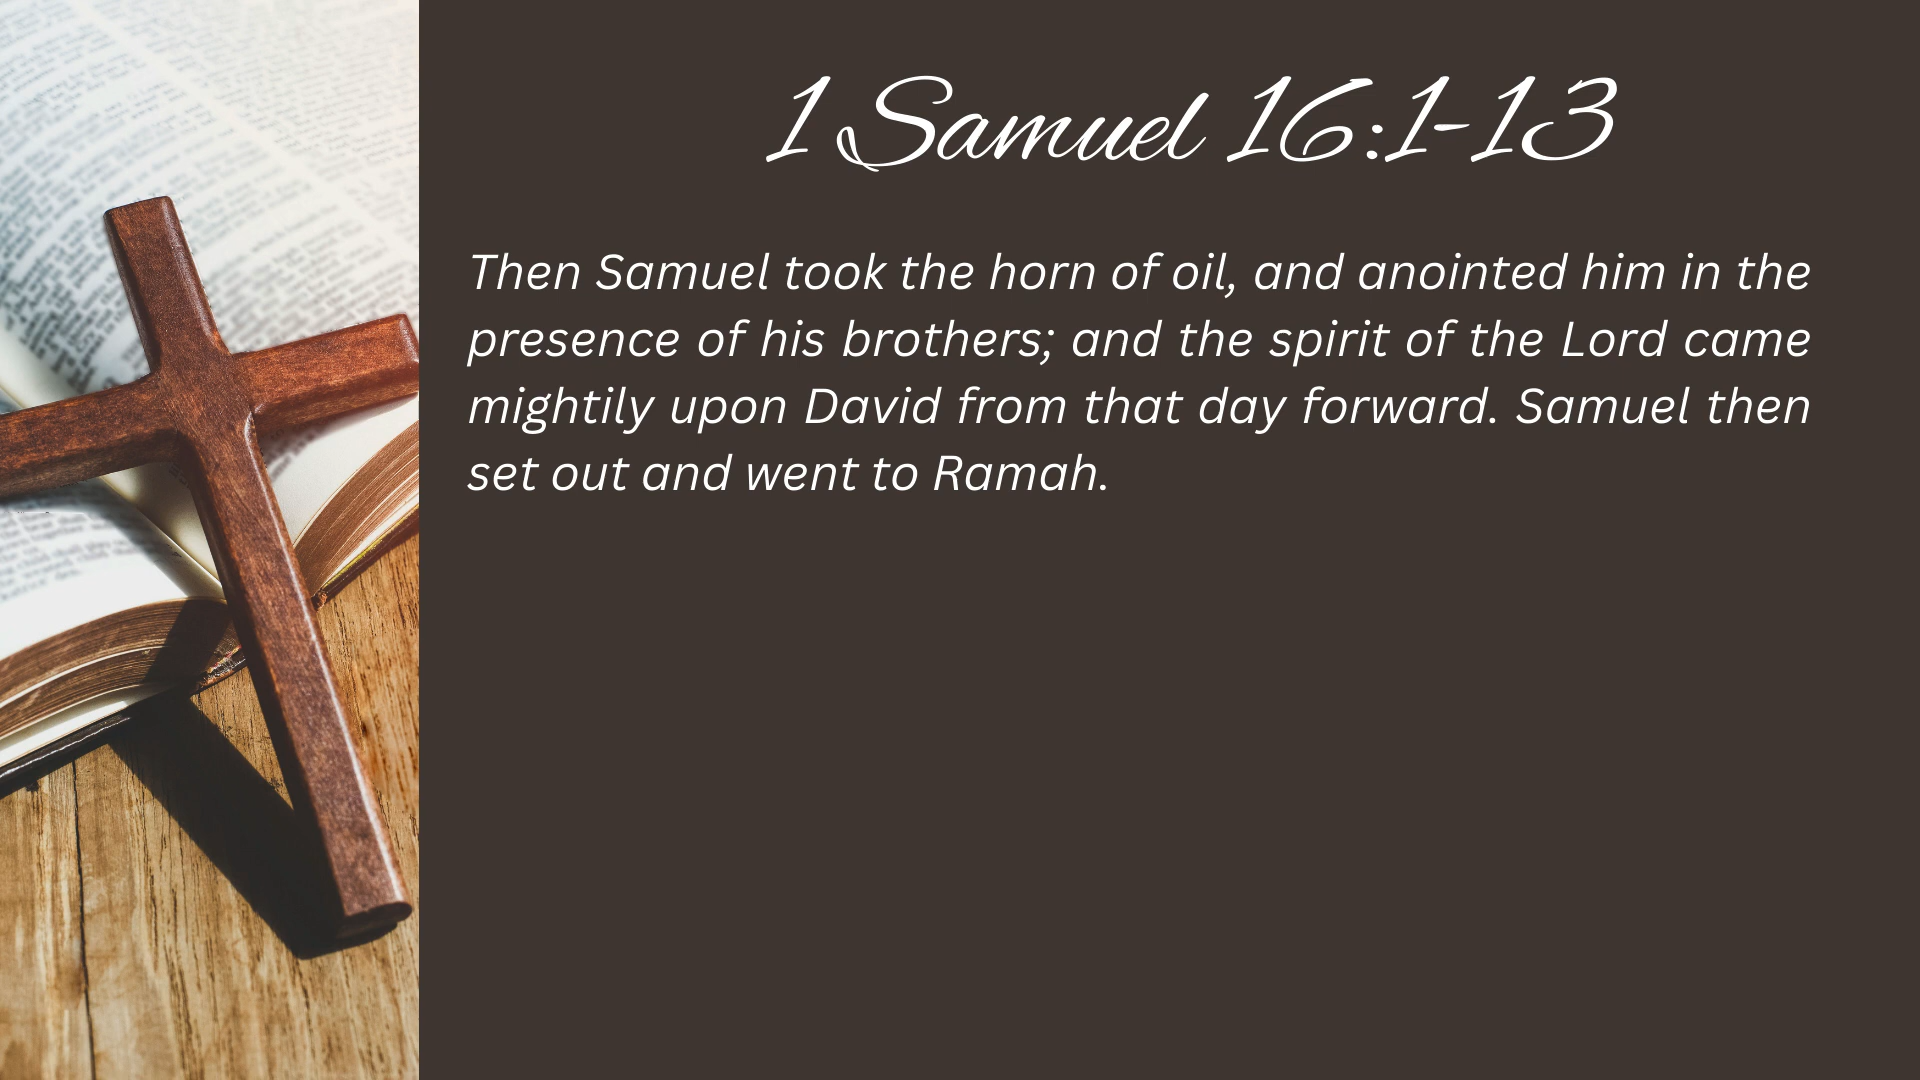 1 Samuel 16:1-13
Then Samuel took the horn of oil, and anointed him in the
presence of his brothers; and the spirit of the Lord came
mightily upon David from that day forward. Samuel then
set out and went to Ramah.